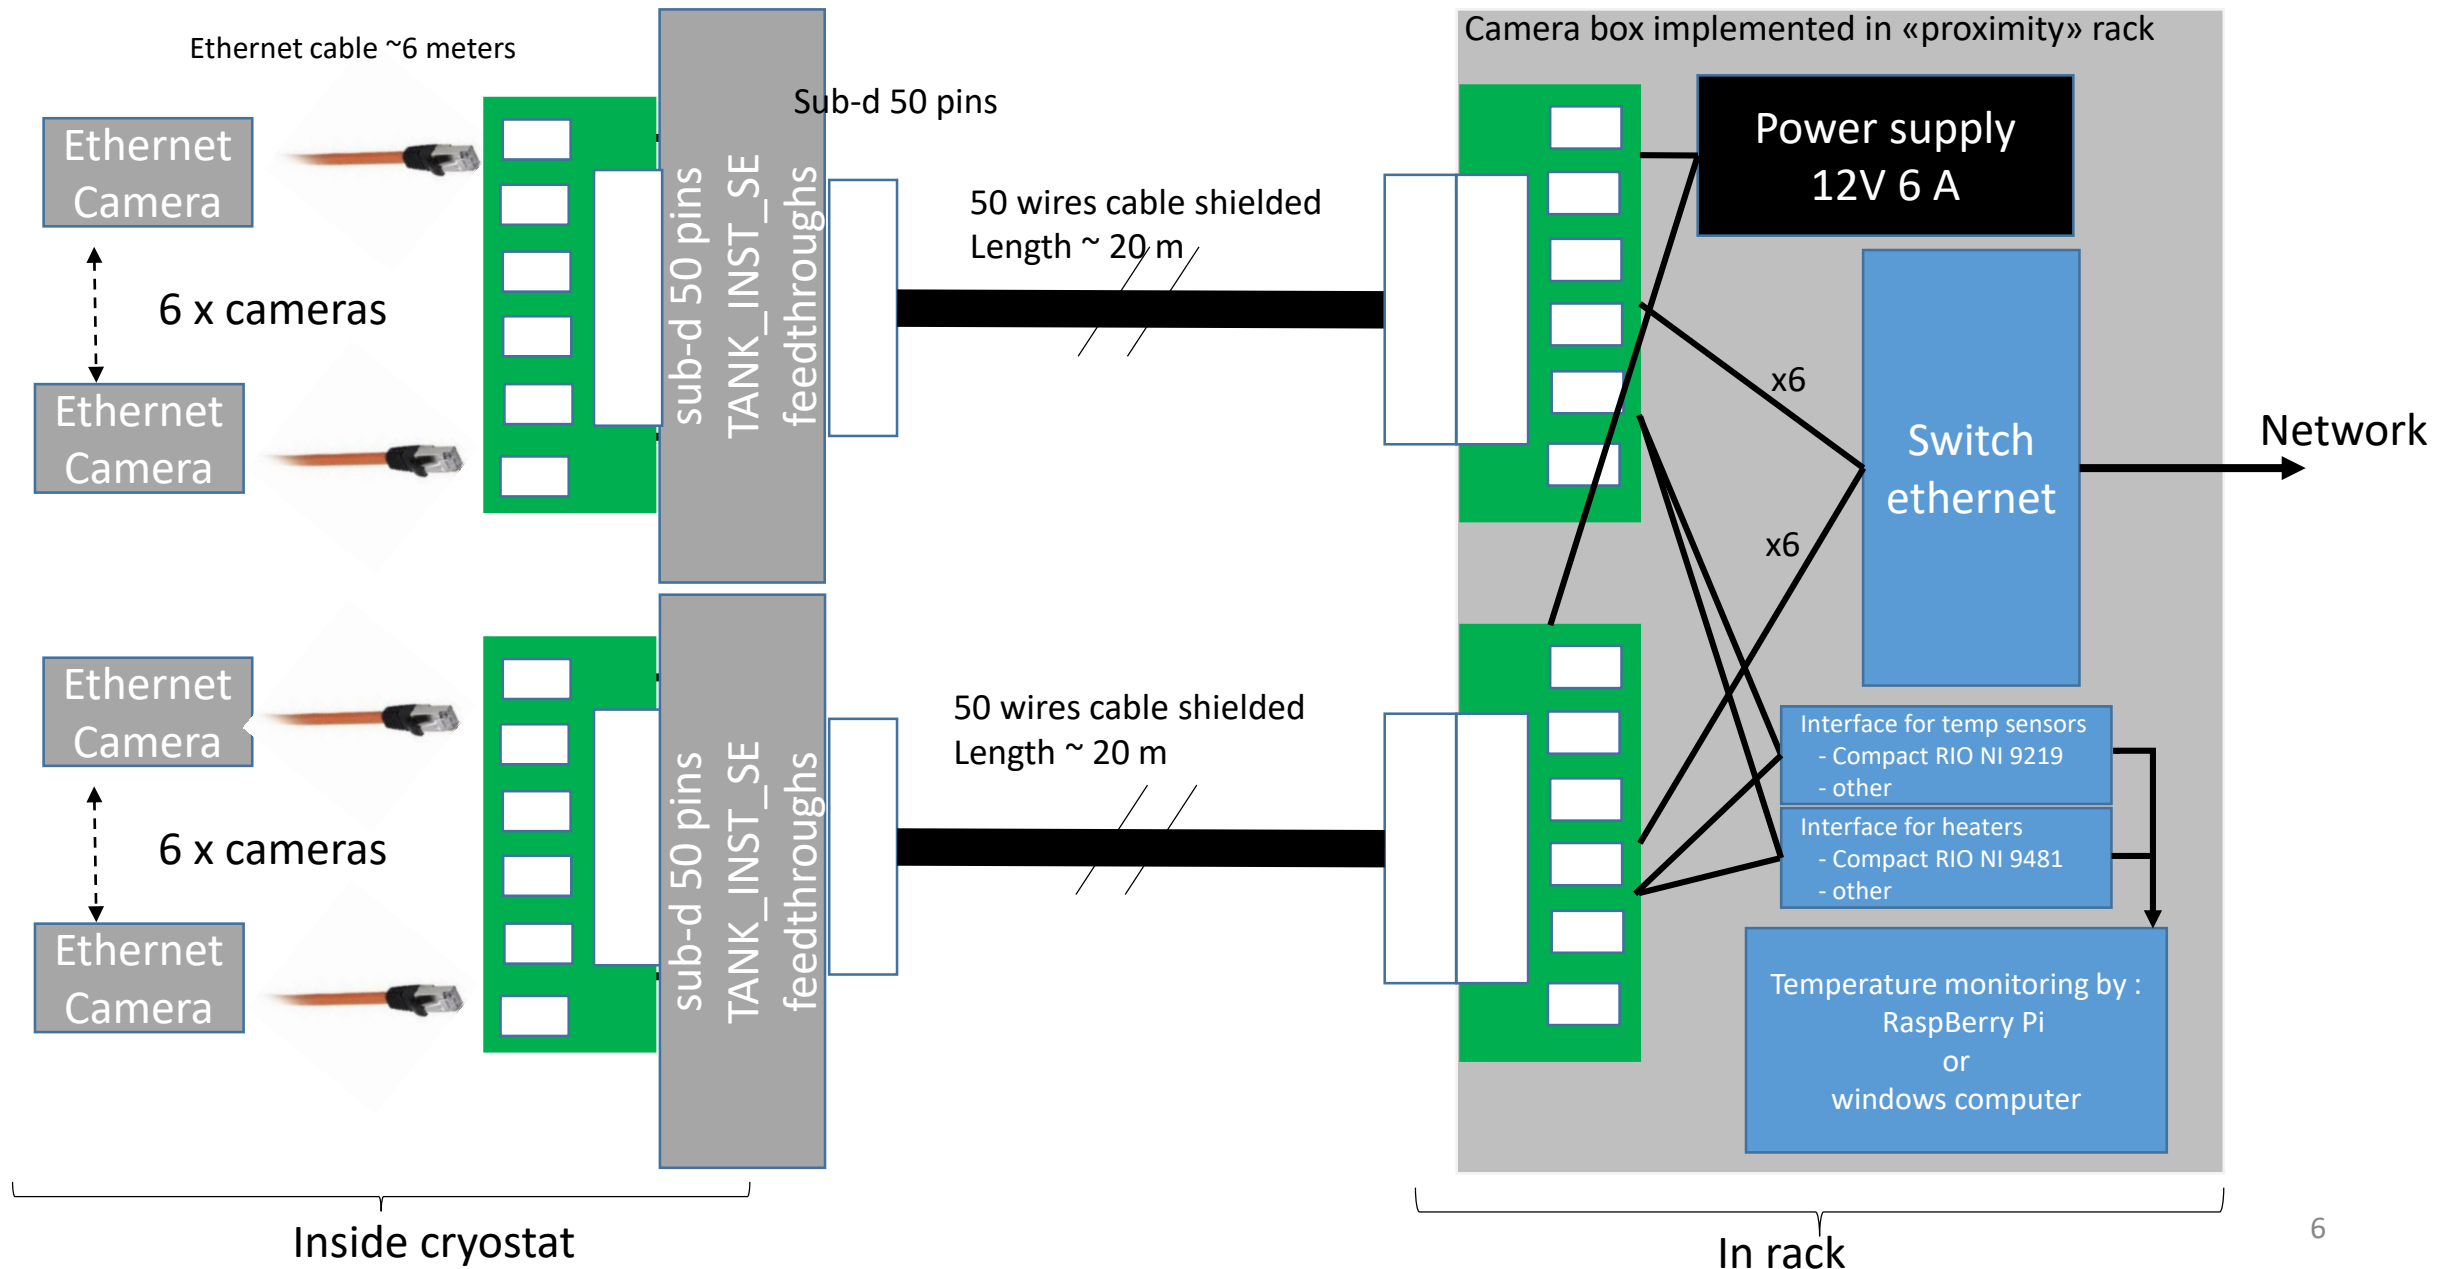 Camera box implemented in «proximity» rack
Ethernet cable ~6 meters
Sub-d 50 pins
Ethernet
Camera
6 x cameras
Ethernet
Camera
sub-d 50 pins
TANK_INST_SE
feedthroughs
50 wires cable shielded
Length ~ 20 m
Power supply
12V 6 A
x6
x6
Switch
ethernet
Network
Ethernet
Camera
6 x cameras
Ethernet
Camera
sub-d 50 pins
TANK_INST_SE
feedthroughs
50 wires cable shielded
Length ~ 20 m
Interface for temp sensors
- Compact RIO NI 9219
- other
Interface for heaters
- Compact RIO NI 9481
- other
Temperature monitoring by :
RaspBerry Pi
or
windows computer
Inside cryostat
In rack
6